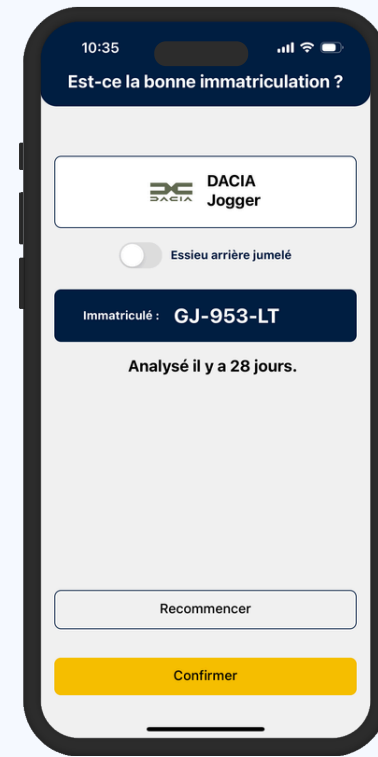 10:35
Est-ce la bonne immatriculation ?
DACIA
DACIA
Jogger
Essieu arrière jumelé
Immatriculé : GJ-953-LT
Analysé il y a 28 jours.
Recommencer
Confirmer